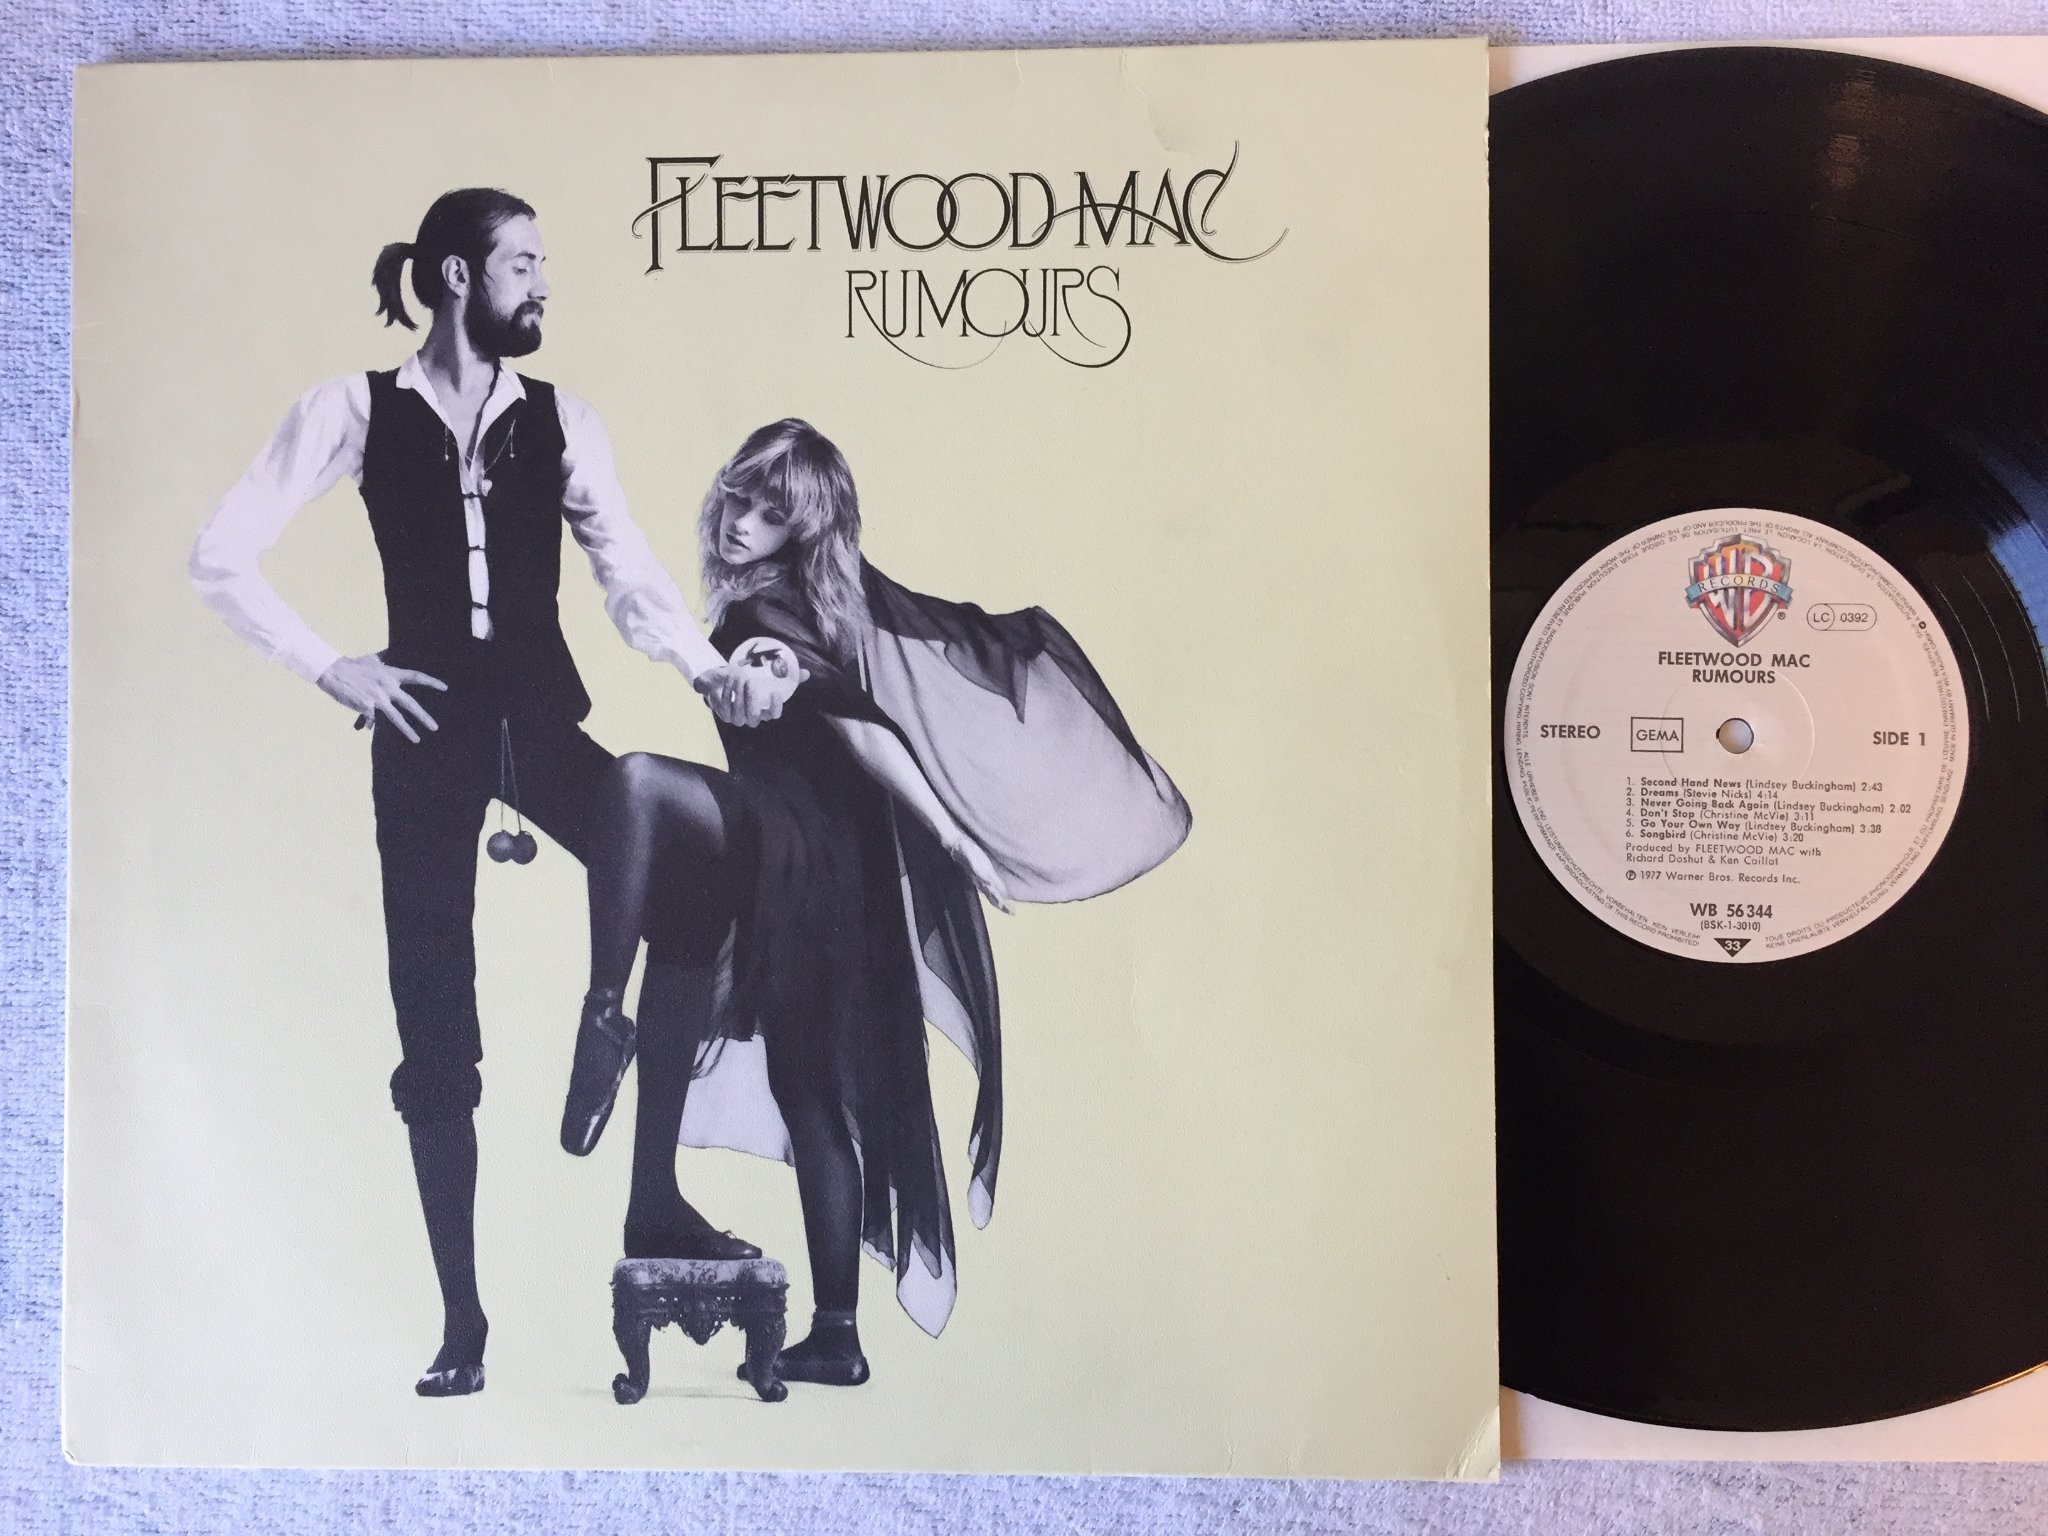 FLEETWOOD MAC
RUMOURS
WB
RECORDS
®
LC 0392
FLEETWOOD MAC
RUMOURS
STEREO
GEMA
SIDE 1
1. Second Hand News (Lindsey Buckingham) 2:43
2. Dreams (Stevie Nicks) 4:14
3. Never Going Back Again (Lindsey Buckingham) 2:02
4. Don't Stop (Christine McVie) 3:11
5. Go Your Own Way (Lindsey Buckingham) 3:38
6. Songbird (Christine McVie) 3:20
Produced by FLEETWOOD MAC with
Richard Dashut & Ken Caillat
℗ 1977 Warner Bros. Records Inc.
WB 56 344
(BSK-1-3010)
33